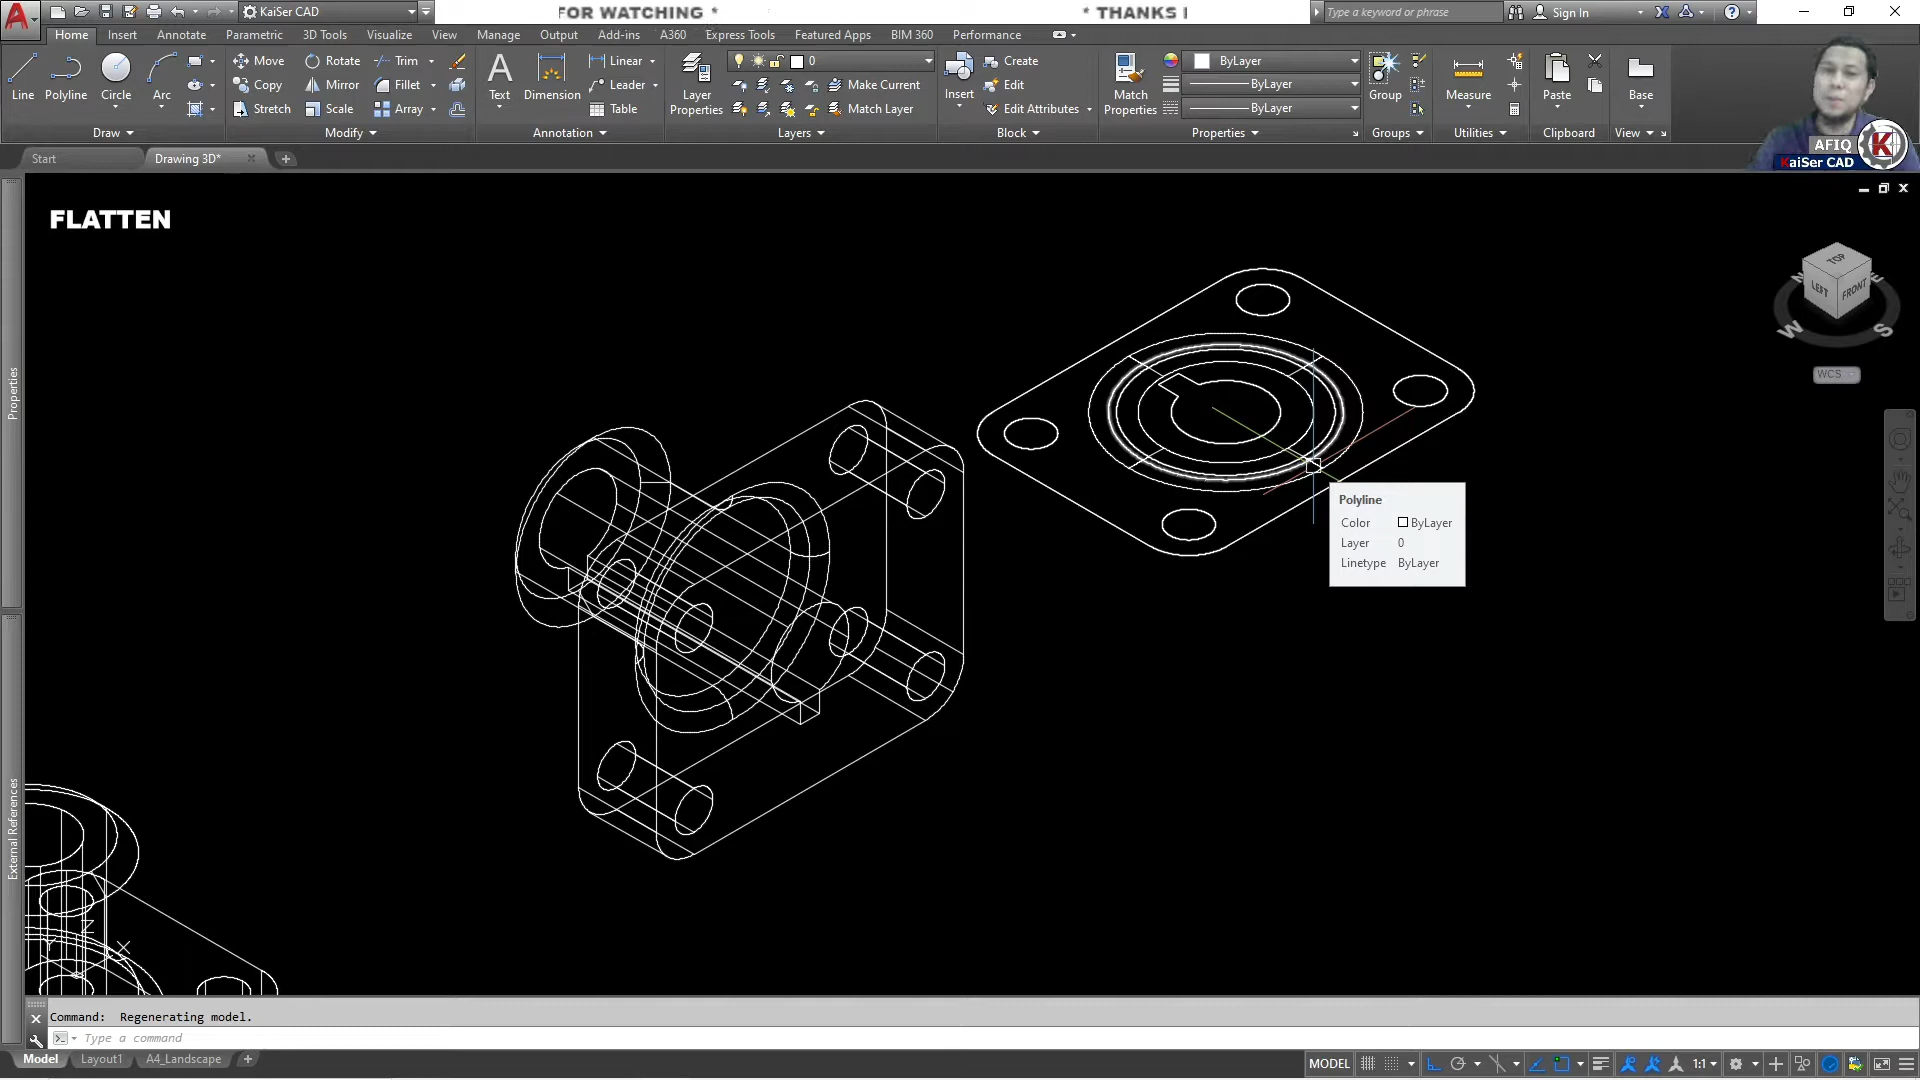 KaiSer CAD
FOR WATCHING *
* THANKS
Type a keyword or phrase
Sign In
Home Insert Annotate Parametric 3D Tools Visualize View Manage Output Add-ins A360 Express Tools Featured Apps BIM 360 Performance
Line Polyline Circle Arc
Move Rotate Trim
Copy Mirror Fillet
Stretch Scale Array
Text Dimension
Linear
Leader
Table
Layer Properties
0
Make Current
Match Layer
Insert
Create
Edit
Edit Attributes
Match Properties
ByLayer
ByLayer
ByLayer
Group Measure Paste Base
Draw Modify Annotation Layers Block Properties Groups Utilities Clipboard View
AFIQ
KaiSer CAD
Start Drawing 3D*
FLATTEN
TOP
LEFT FRONT
N E
W S
WCS
Properties
External References
Polyline
Color ByLayer
Layer 0
Linetype ByLayer
Z
Y X
Command: Regenerating model.
Type a command
Model Layout1 A4_Landscape
MODEL 1:1